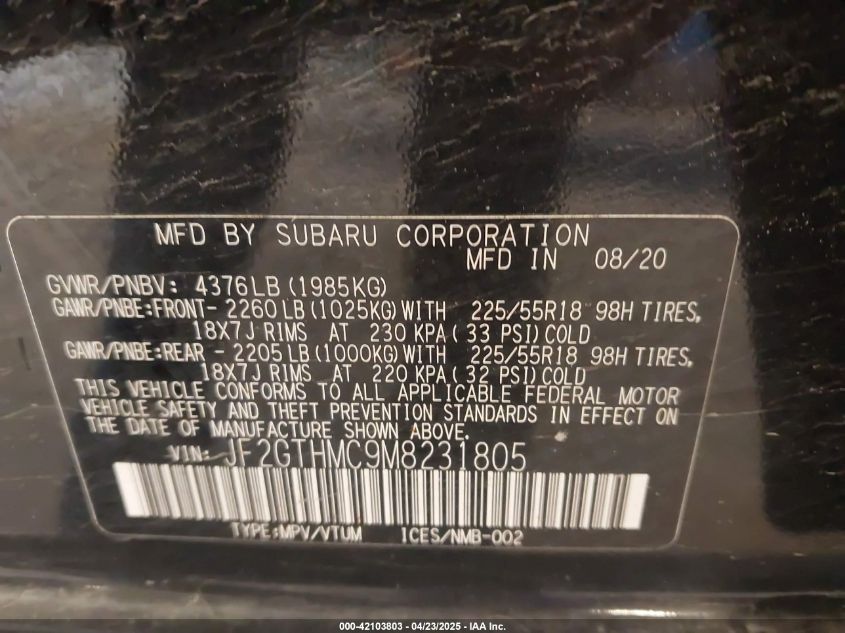 MFD BY SUBARU CORPORATION
MFD IN 08/20
GVWR/PNBV: 4376LB (1985KG)
GAWR/PNBE:FRONT- 2260 LB (1025KG) WITH 225/55R18 98H TIRES,
18X7J RIMS AT 230 KPA ( 33 PSI) COLD
GAWR/PNBE:REAR - 2205 LB (1000KG) WITH 225/55R18 98H TIRES,
18X7J RIMS AT 220 KPA ( 32 PSI) COLD
THIS VEHICLE CONFORMS TO ALL APPLICABLE FEDERAL MOTOR
VEHICLE SAFETY AND THEFT PREVENTION STANDARDS IN EFFECT ON
THE DATE OF MANUFACTURE SHOWN ABOVE.
VIN: JF2GTHMC9M8231805
TYPE:MPV/VTUM ICES/NMB-002
000-42103803 - 04/23/2025 - IAA Inc.